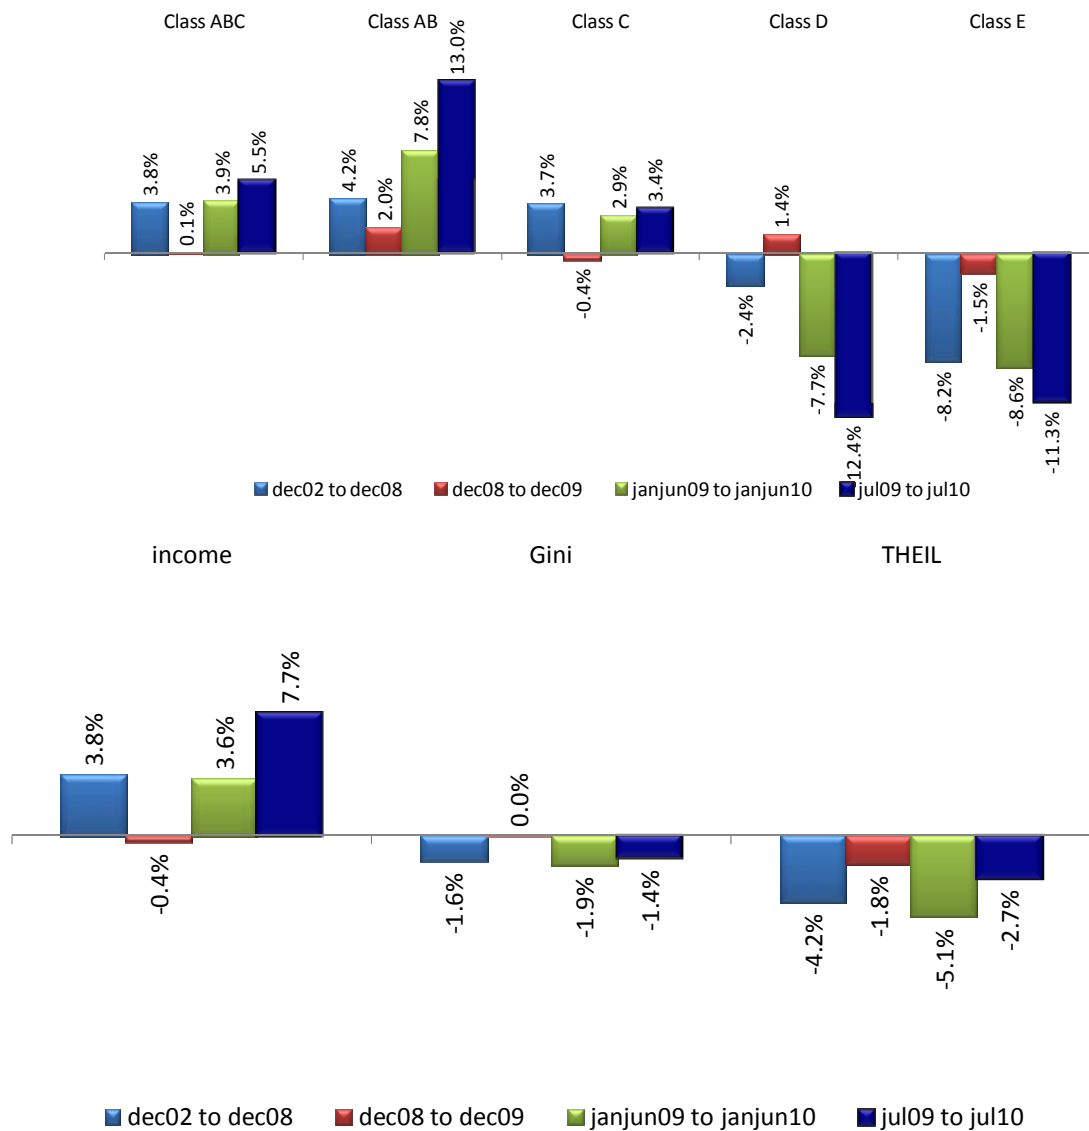 Class ABC Class AB Class C Class D Class E
3.8% 0.1% 3.9% 5.5% 4.2% 2.0% 7.8% 13.0% 3.7% -0.4% 2.9% 3.4% -2.4% 1.4% -7.7% -12.4% -8.2% -1.5% -8.6% -11.3%
dec02 to dec08 dec08 to dec09 janjun09 to janjun10 jul09 to jul10
income Gini THEIL
3.8% -0.4% 3.6% 7.7% -1.6% 0.0% -1.9% -1.4% -4.2% -1.8% -5.1% -2.7%
dec02 to dec08 dec08 to dec09 janjun09 to janjun10 jul09 to jul10